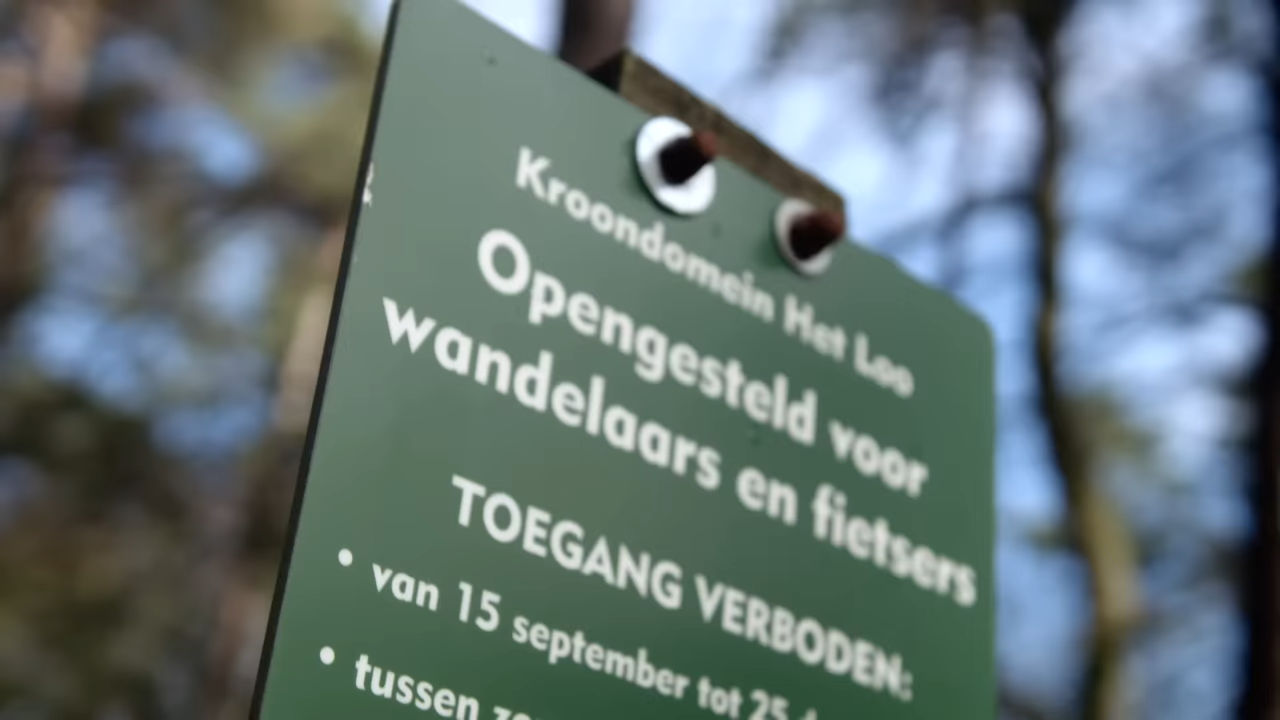 Kroondomein Het Loo
Opengesteld voor
wandelaars en fietsers
TOEGANG VERBODEN:
• van 15 september tot 25
• tussen